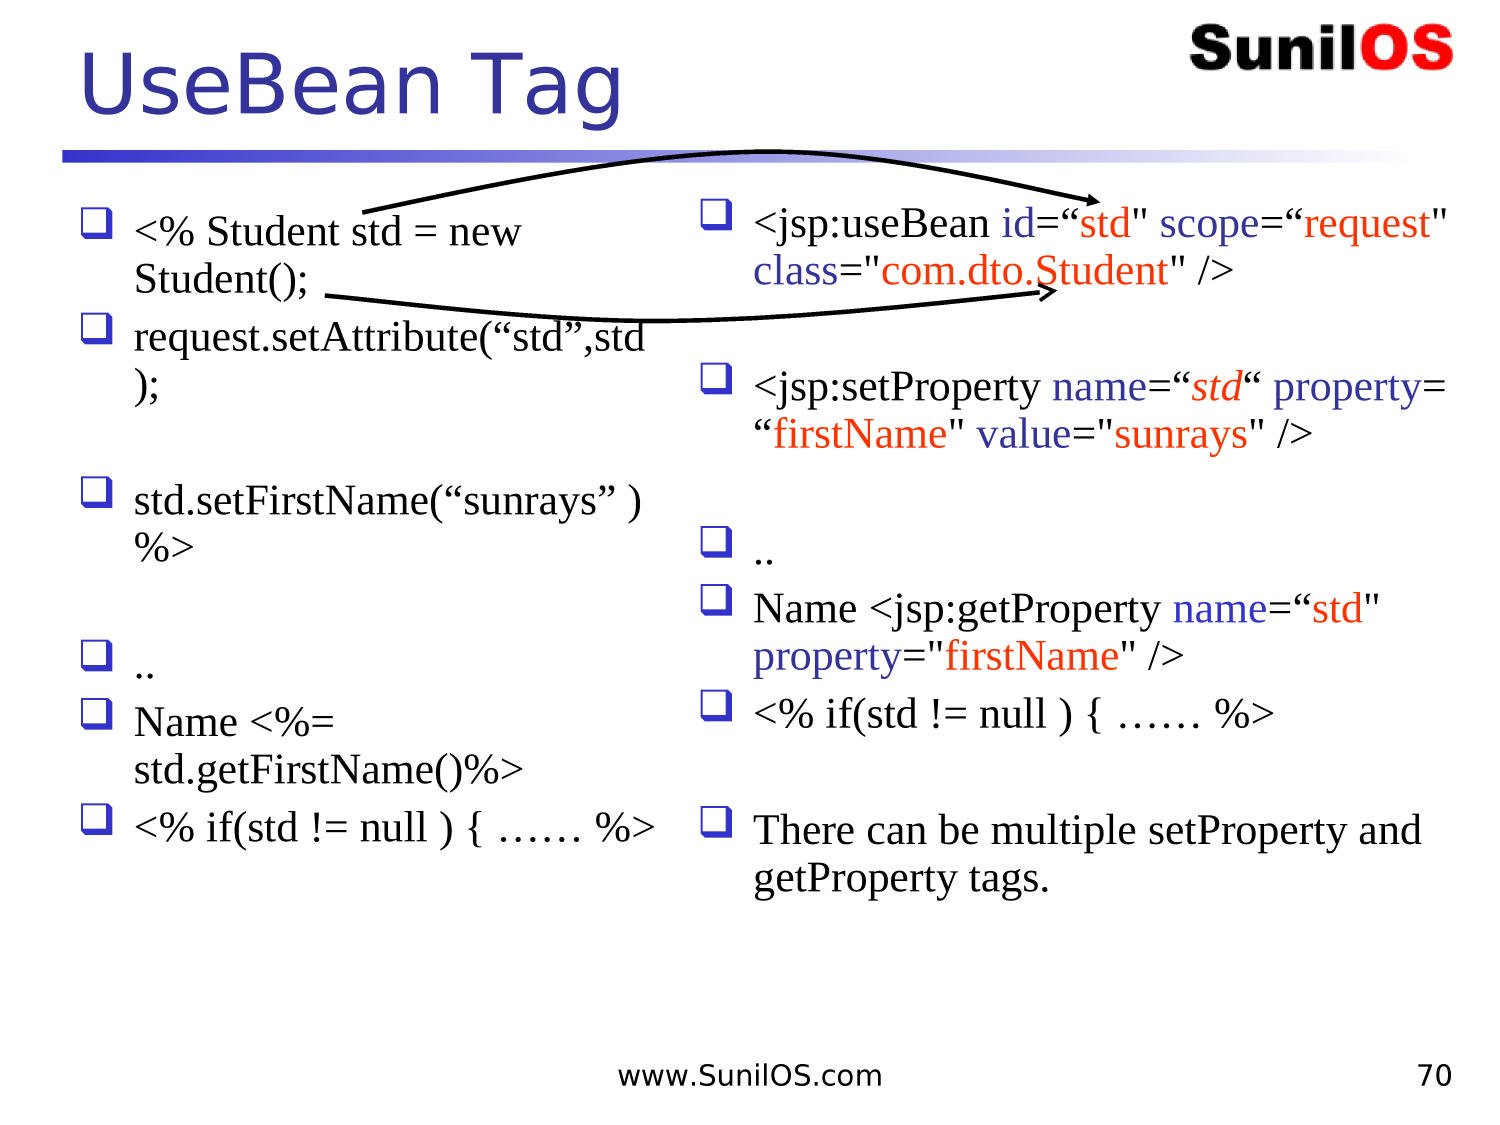 UseBean Tag
SunilOS
<% Student std = new
Student();
request.setAttribute(“std”,std
);
std.setFirstName(“sunrays” )
%>
..
Name <%=
std.getFirstName()%>
<% if(std != null ) { …… %>
<jsp:useBean id=“std" scope=“request"
class="com.dto.Student" />
<jsp:setProperty name=“std“ property=
“firstName" value="sunrays" />
..
Name <jsp:getProperty name=“std"
property="firstName" />
<% if(std != null ) { …… %>
There can be multiple setProperty and
getProperty tags.
www.SunilOS.com
70